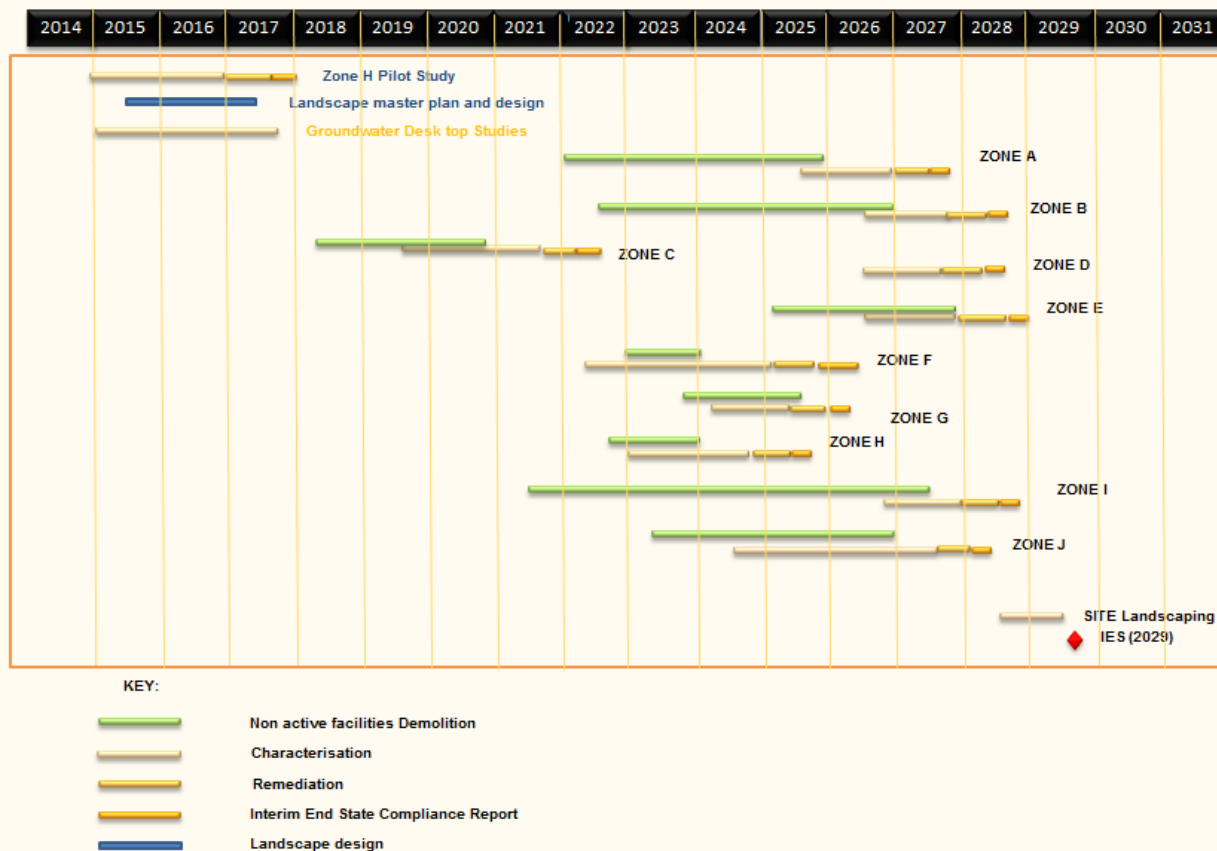 2014 2015 2016 2017 2018 2019 2020 2021 2022 2023 2024 2025 2026 2027 2028 2029 2030 2031
Zone H Pilot Study
Landscape master plan and design
Groundwater Desk top Studies
ZONE A
ZONE B
ZONE C
ZONE D
ZONE E
ZONE F
ZONE G
ZONE H
ZONE I
ZONE J
SITE Landscaping
IES (2029)
KEY:
Non active facilities Demolition
Characterisation
Remediation
Interim End State Compliance Report
Landscape design